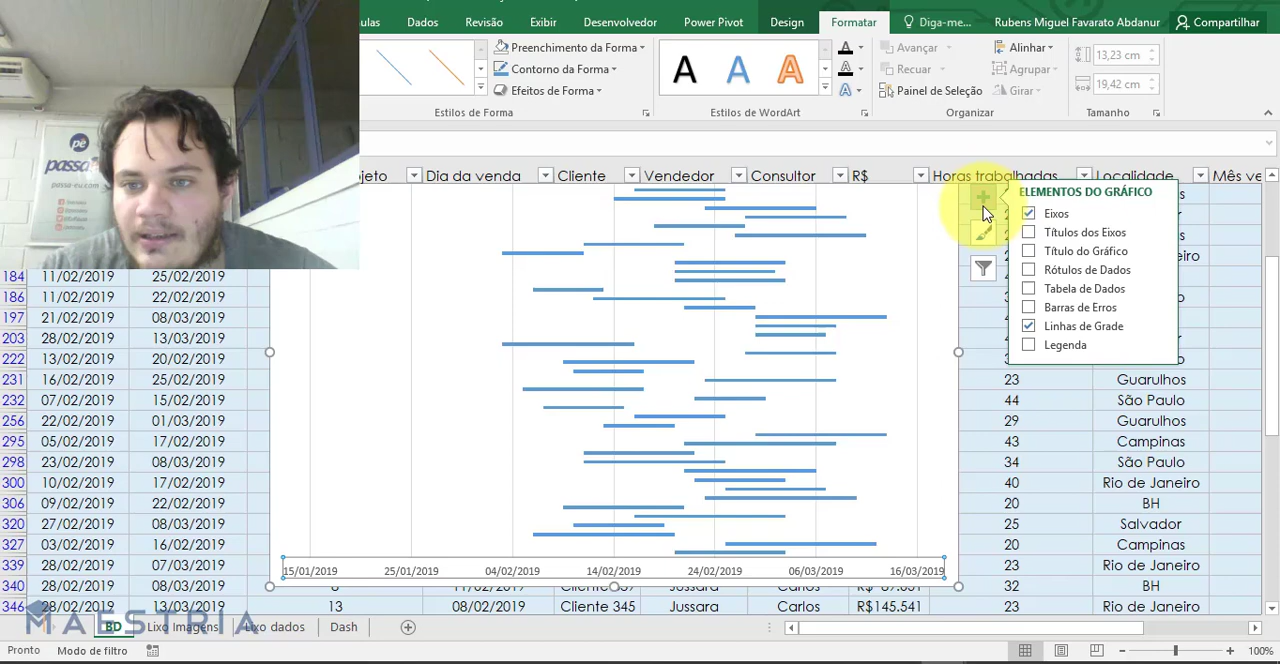 ulas Dados Revisão Exibir Desenvolvedor Power Pivot Design Formatar Diga-me... Rubens Miguel Favarato Abdanur Compartilhar
Preenchimento da Forma
Contorno da Forma
Efeitos de Forma
Estilos de Forma
A A A
Estilos de WordArt
Avançar
Recuar
Painel de Seleção
Alinhar
Agrupar
Girar
Organizar
13,23 cm
19,42 cm
Tamanho
ojeto Dia da venda Cliente Vendedor Consultor R$ Horas trabalhadas Localidade Mês ve
ELEMENTOS DO GRÁFICO
Eixos
Títulos dos Eixos
Título do Gráfico
Rótulos de Dados
Tabela de Dados
Barras de Erros
Linhas de Grade
Legenda
pe
passa
passa-eu.com
184 11/02/2019 25/02/2019
186 11/02/2019 22/02/2019
197 21/02/2019 08/03/2019
203 28/02/2019 13/03/2019
222 13/02/2019 20/02/2019
231 16/02/2019 25/02/2019 23 Guarulhos
232 07/02/2019 15/02/2019 44 São Paulo
256 22/02/2019 01/03/2019 29 Guarulhos
295 05/02/2019 17/02/2019 43 Campinas
298 23/02/2019 08/03/2019 34 São Paulo
300 10/02/2019 17/02/2019 40 Rio de Janeiro
306 09/02/2019 22/02/2019 20 BH
320 27/02/2019 08/03/2019 25 Salvador
327 03/02/2019 16/02/2019 20 Campinas
339 28/02/2019 07/03/2019 23 Rio de Janeiro
15/01/2019 25/01/2019 04/02/2019 14/02/2019 24/02/2019 06/03/2019 16/03/2019
340 28/02/2019 08/03/2019 32 BH
346 28/02/2019 13/03/2019 13 08/02/2019 Cliente 345 Jussara Carlos R$145.541 23 Rio de Janeiro
MAESTRIA
BD Lixo Imagens Lixo dados Dash
Pronto Modo de filtro 100%